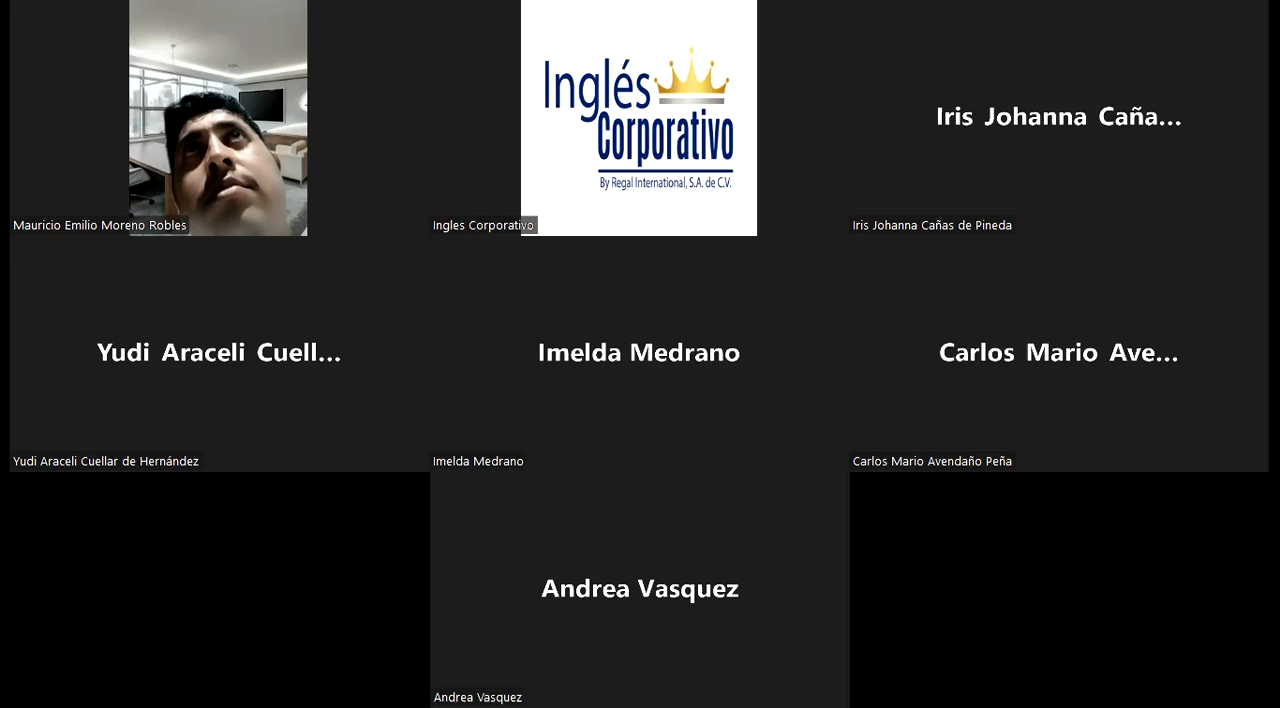 Inglés
Corporativo
By Regal International, S.A. de C.V.
Iris Johanna Caña...
Mauricio Emilio Moreno Robles
Ingles Corporativo
Iris Johanna Cañas de Pineda
Yudi Araceli Cuell...
Imelda Medrano
Carlos Mario Ave...
Yudi Araceli Cuellar de Hernández
Imelda Medrano
Carlos Mario Avendaño Peña
Andrea Vasquez
Andrea Vasquez